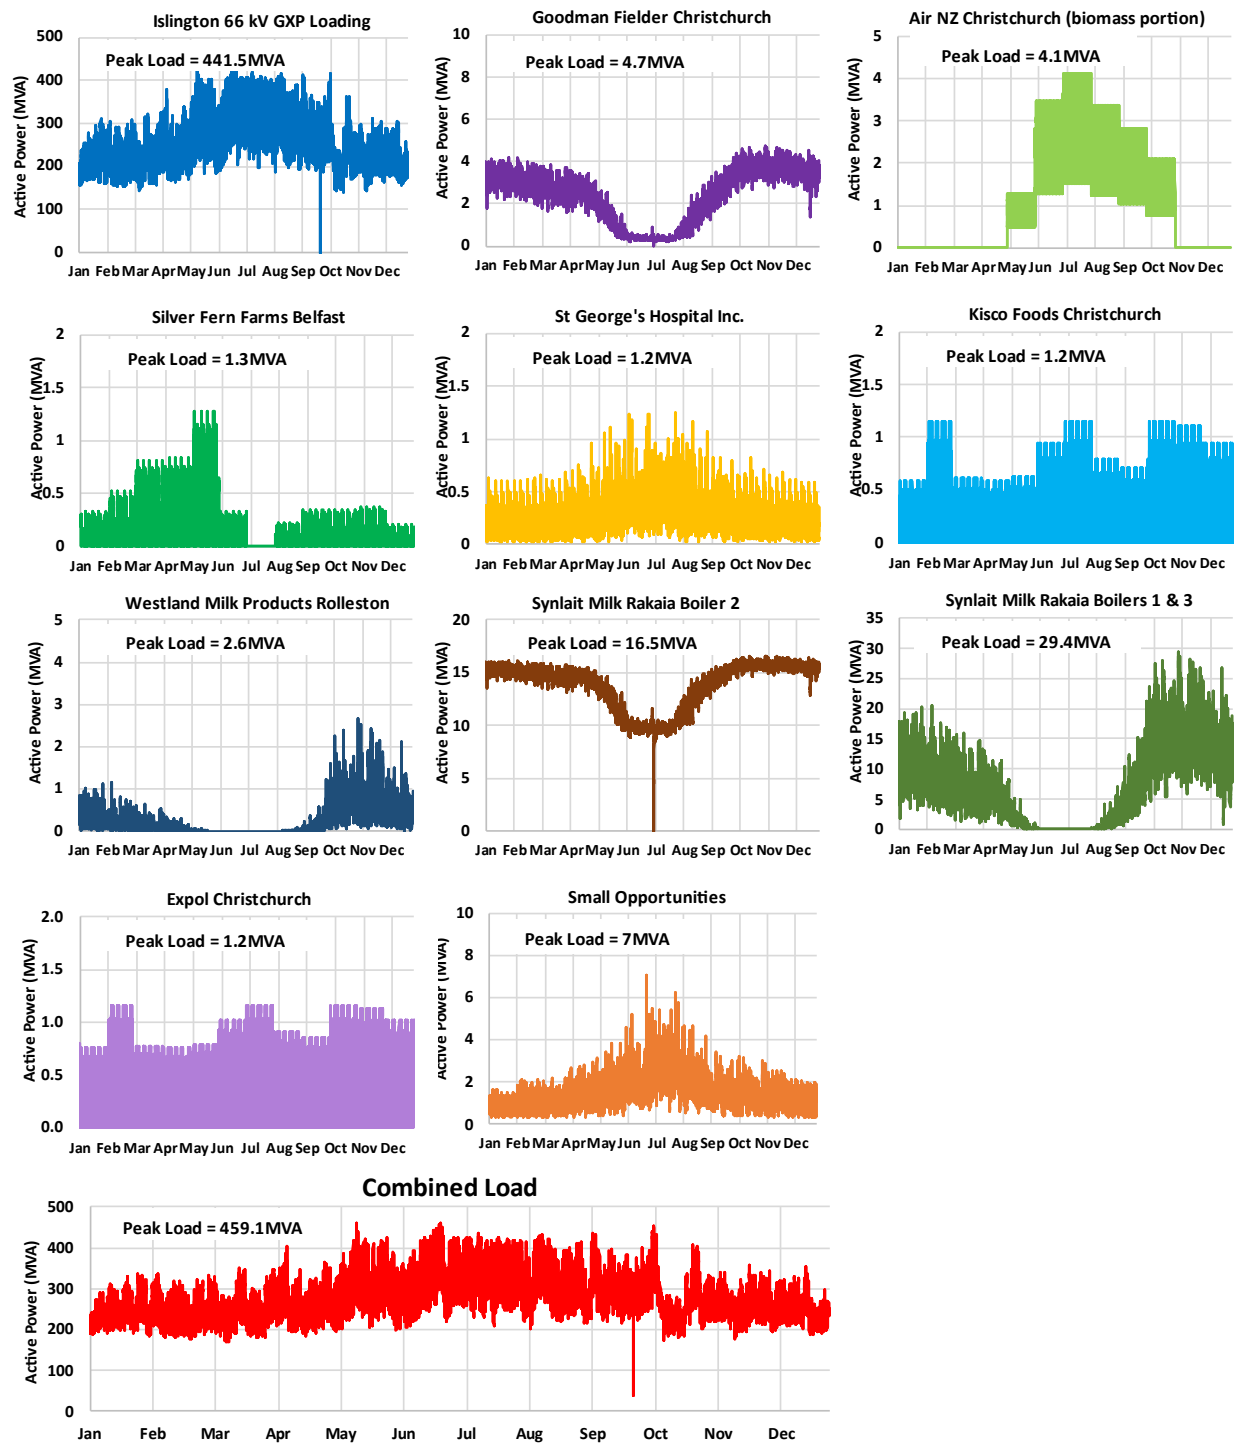 Islington 66 kV GXP Loading
Peak Load = 441.5MVA
Active Power (MVA)
500
400
300
200
100
0
Jan Feb Mar Apr May Jun Jul Aug Sep Oct Nov Dec
Goodman Fielder Christchurch
Peak Load = 4.7MVA
Active Power (MVA)
10
8
6
4
2
0
Jan Feb Mar Apr May Jun Jul Aug Sep Oct Nov Dec
Air NZ Christchurch (biomass portion)
Peak Load = 4.1MVA
Active Power (MVA)
5
4
3
2
1
0
Jan Feb Mar Apr May Jun Jul Aug Sep Oct Nov Dec
Silver Fern Farms Belfast
Peak Load = 1.3MVA
Active Power (MVA)
2
1.5
1
0.5
0
Jan Feb Mar Apr May Jun Jul Aug Sep Oct Nov Dec
St George's Hospital Inc.
Peak Load = 1.2MVA
Active Power (MVA)
2
1.5
1
0.5
0
Jan Feb Mar Apr May Jun Jul Aug Sep Oct Nov Dec
Kisco Foods Christchurch
Peak Load = 1.2MVA
Active Power (MVA)
2
1.5
1
0.5
0
Jan Feb Mar Apr May Jun Jul Aug Sep Oct Nov Dec
Westland Milk Products Rolleston
Peak Load = 2.6MVA
Active Power (MVA)
5
4
3
2
1
0
Jan Feb Mar Apr May Jun Jul Aug Sep Oct Nov Dec
Synlait Milk Rakaia Boiler 2
Peak Load = 16.5MVA
Active Power (MVA)
20
15
10
5
0
Jan Feb Mar Apr May Jun Jul Aug Sep Oct Nov Dec
Synlait Milk Rakaia Boilers 1 & 3
Peak Load = 29.4MVA
Active Power (MVA)
35
30
25
20
15
10
5
0
Jan Feb Mar Apr May Jun Jul Aug Sep Oct Nov Dec
Expol Christchurch
Peak Load = 1.2MVA
Active Power (MVA)
2.0
1.5
1.0
0.5
0.0
Jan Feb Mar Apr May Jun Jul Aug Sep Oct Nov Dec
Small Opportunities
Peak Load = 7MVA
Active Power (MVA)
10
8
6
4
2
0
Jan Feb Mar Apr May Jun Jul Aug Sep Oct Nov Dec
Combined Load
Peak Load = 459.1MVA
Active Power (MVA)
500
400
300
200
100
0
Jan Feb Mar Apr May Jun Jul Aug Sep Oct Nov Dec